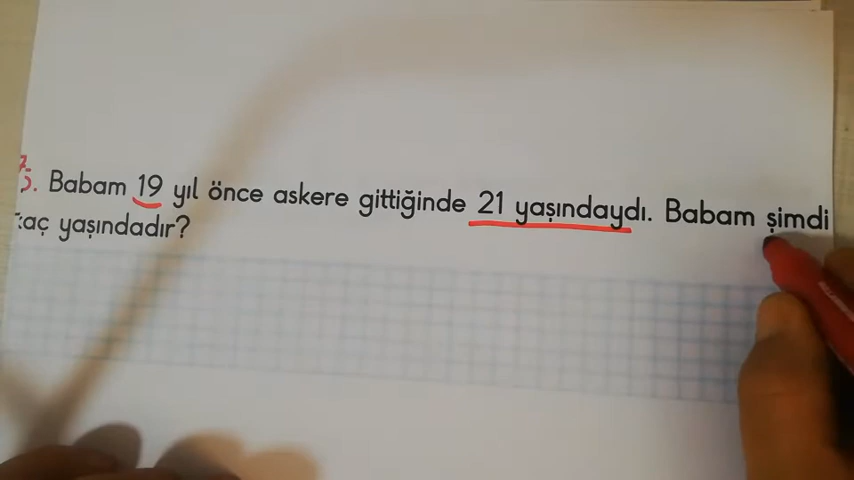 5. Babam 19 yıl önce askere gittiğinde 21 yaşındaydı. Babam şimdi
kaç yaşındadır?